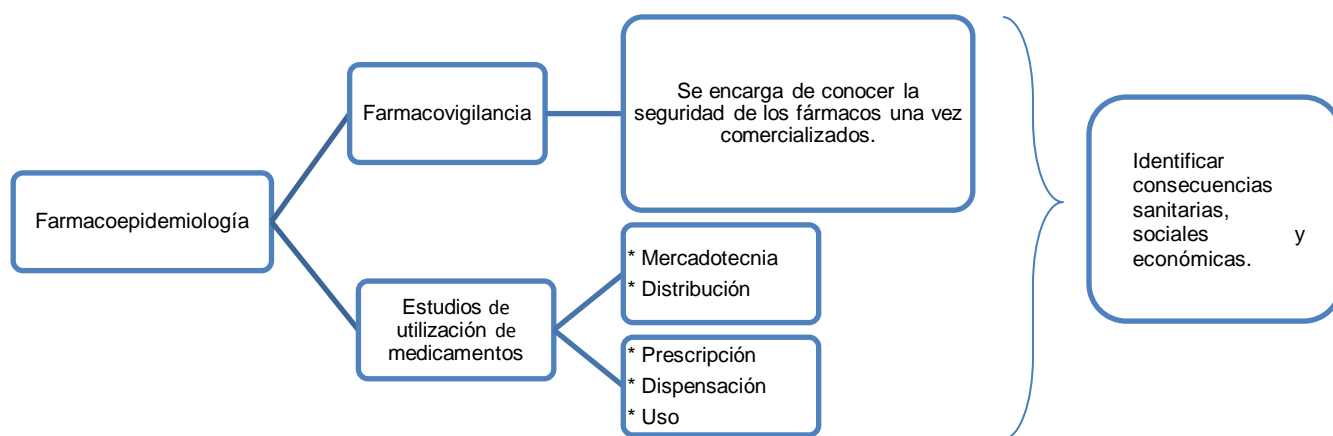 Farmacoepidemiología
Farmacovigilancia
Se encarga de conocer la
seguridad de los fármacos una vez
comercializados.
Estudios de
utilización de
medicamentos
* Mercadotecnia
* Distribución
* Prescripción
* Dispensación
* Uso
Identificar
consecuencias
sanitarias,
sociales y
económicas.